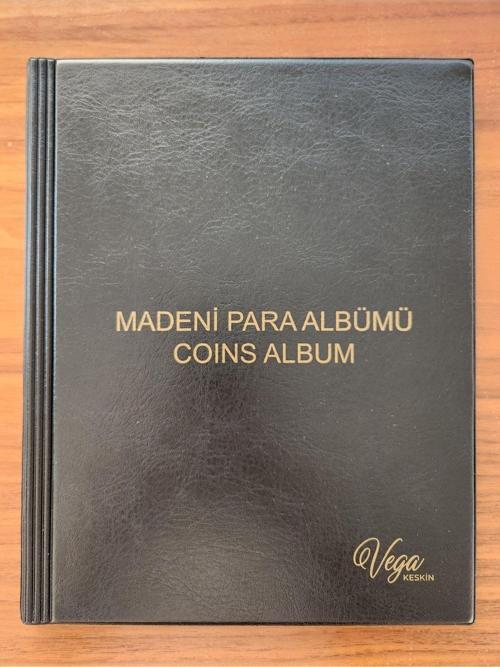 MADENİ PARA ALBÜMÜ
COINS ALBUM
Vega
KESKİN